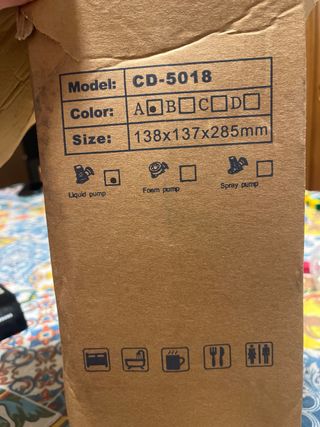 Model: CD-5018
Color: A B C D
Size: 138x137x285mm
Liquid pump Foam pump Spray pump